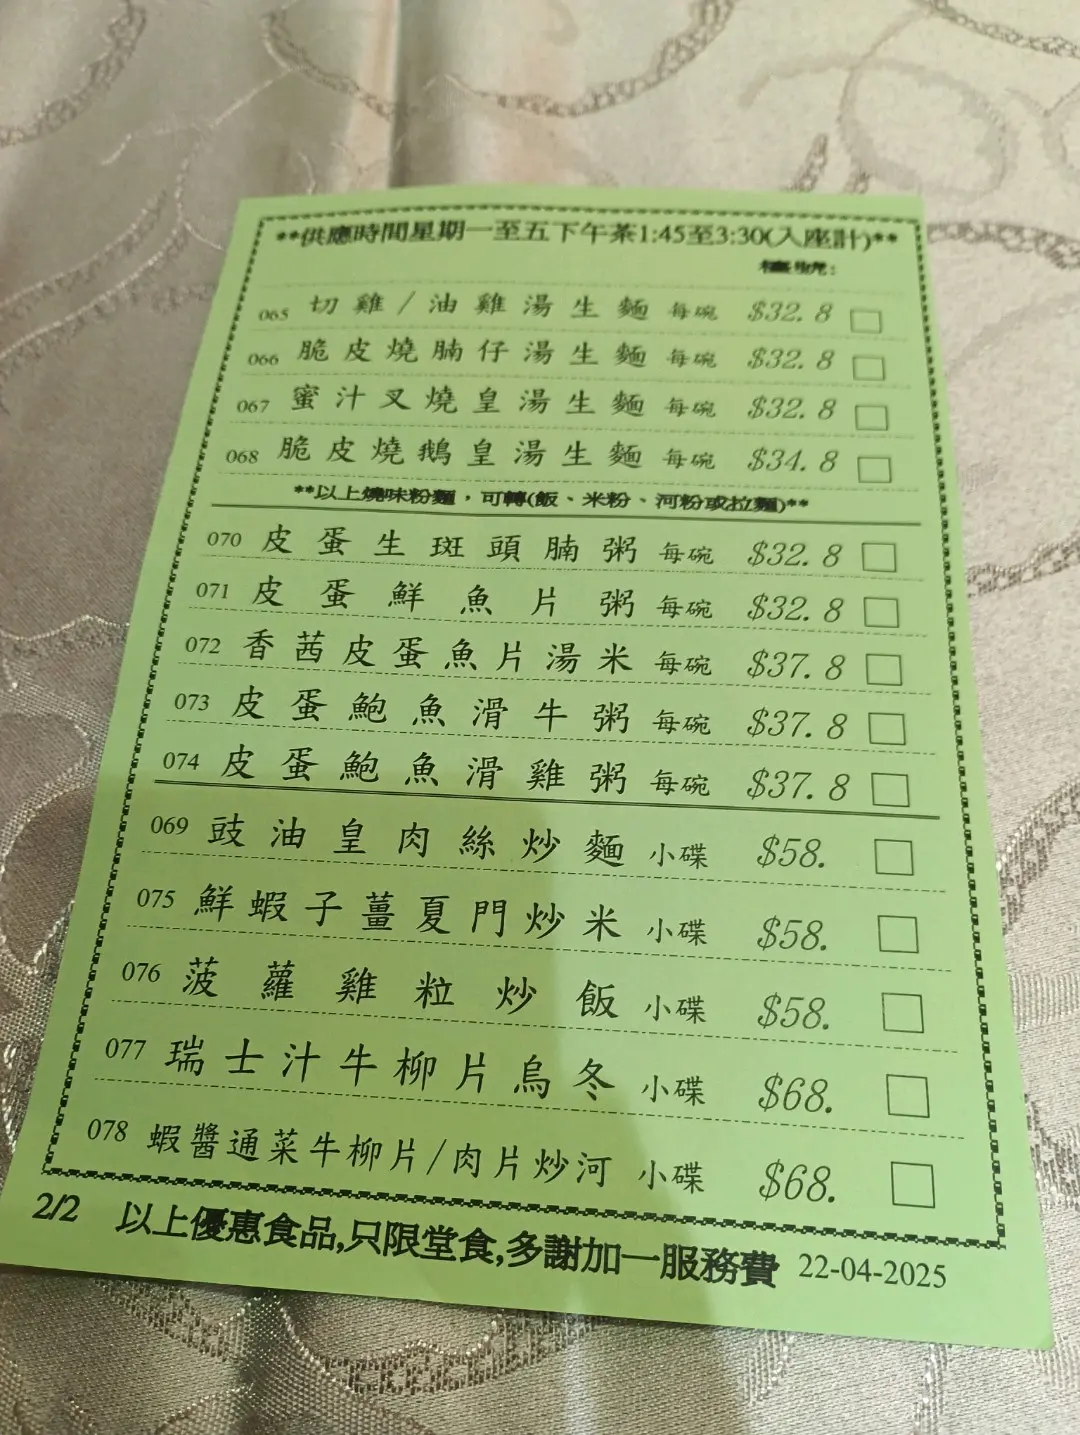 **供應時間星期一至五下午茶1:45至3:30(入座計)**
檯號:
065 切雞/油雞湯生麵 每碗 $32.8
066 脆皮燒腩仔湯生麵 每碗 $32.8
067 蜜汁叉燒皇湯生麵 每碗 $32.8
068 脆皮燒鵝皇湯生麵 每碗 $34.8
**以上燒味粉麵，可轉(飯、米粉、河粉或拉麵)**
070 皮蛋生斑頭腩粥 每碗 $32.8
071 皮蛋鮮魚片粥 每碗 $32.8
072 香茜皮蛋魚片湯米 每碗 $37.8
073 皮蛋鮑魚滑牛粥 每碗 $37.8
074 皮蛋鮑魚滑雞粥 每碗 $37.8
069 豉油皇肉絲炒麵 小碟 $58.
075 鮮蝦子薑夏門炒米 小碟 $58.
076 菠蘿雞粒炒飯 小碟 $58.
077 瑞士汁牛柳片烏冬 小碟 $68.
078 蝦醬通菜牛柳片/肉片炒河 小碟 $68.
2/2 以上優惠食品,只限堂食,多謝加一服務費 22-04-2025